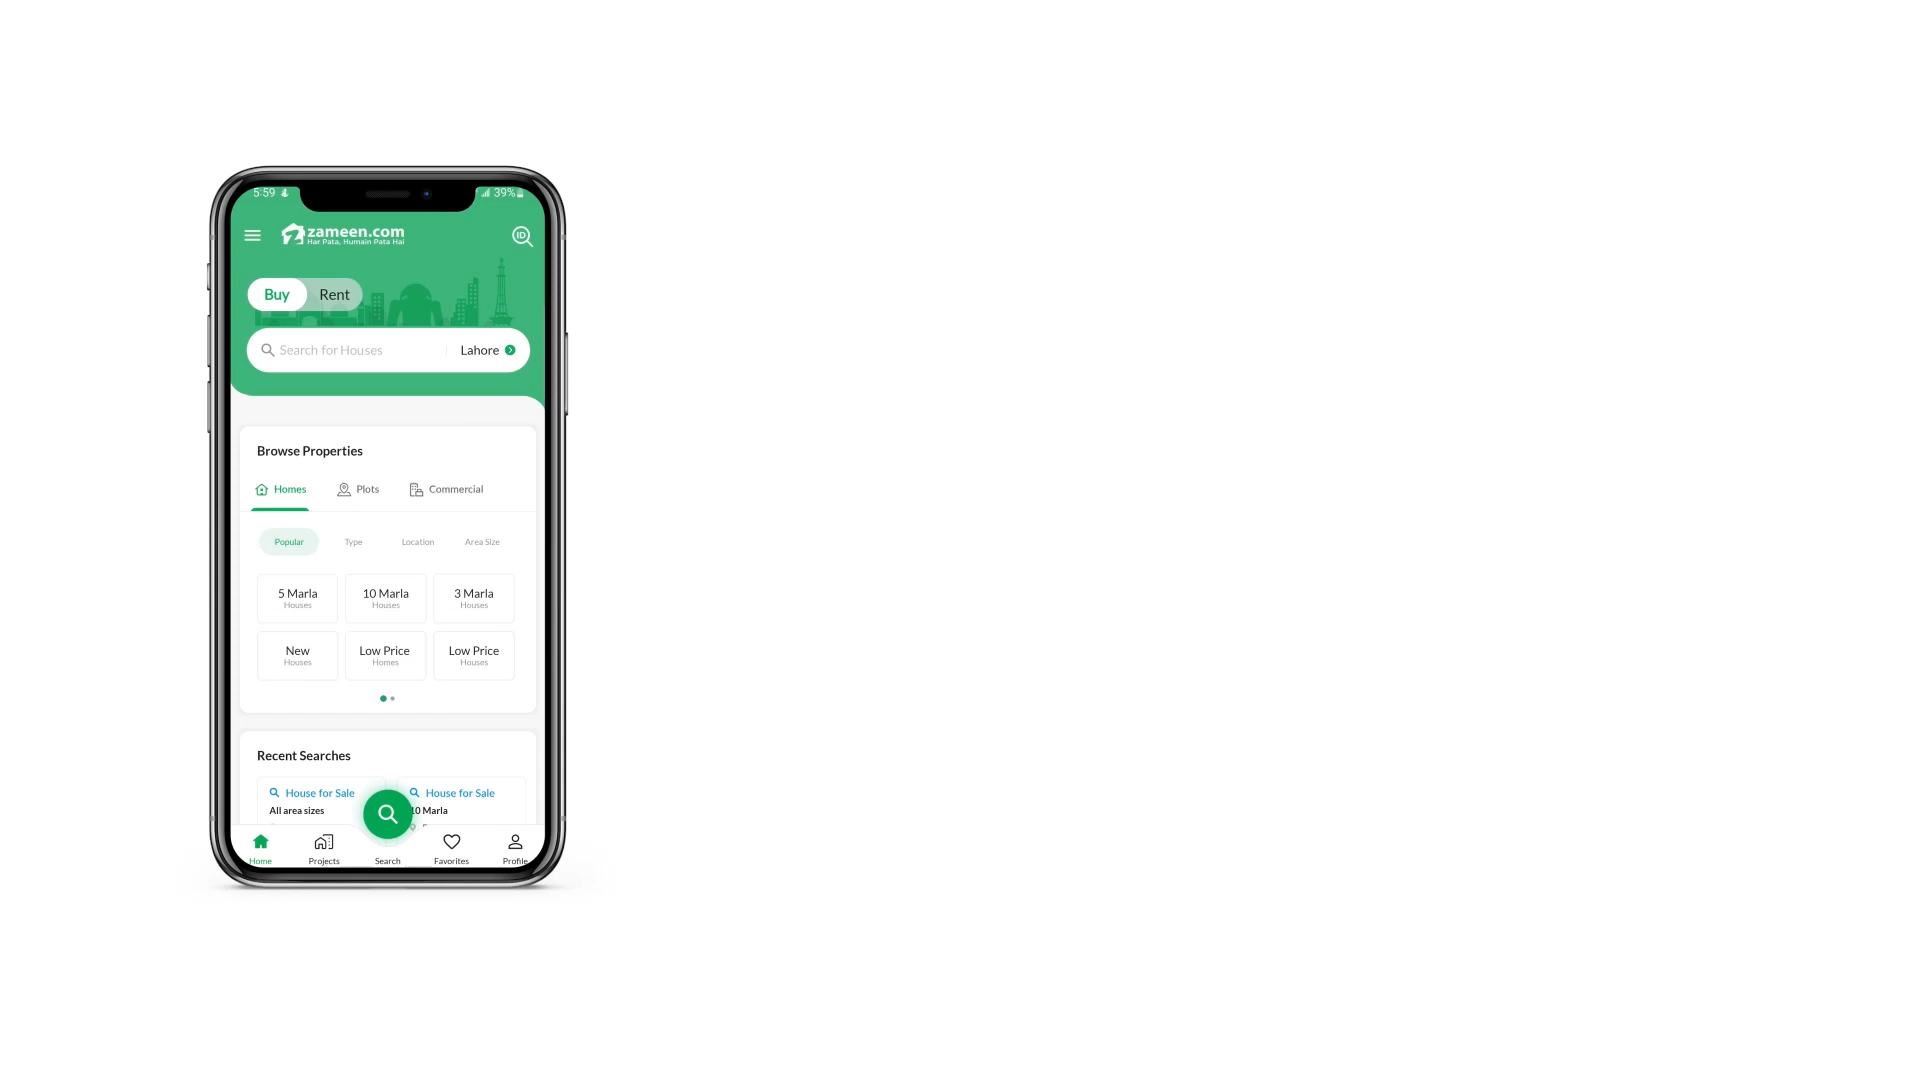 5:59
39%
zameen.com
Har Pata, Humain Pata Hai
ID
Buy Rent
Search for Houses Lahore
Browse Properties
Homes Plots Commercial
Popular Type Location Area Size
5 Marla 10 Marla 3 Marla
Houses Houses Houses
New Low Price Low Price
Houses Homes Houses
Recent Searches
House for Sale House for Sale
All area sizes 10 Marla
Home Projects Search Favorites Profile